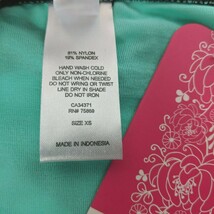 81% NYLON
19% SPANDEX
HAND WASH COLD
ONLY NON-CHLORINE
BLEACH WHEN NEEDED
DO NOT WRING OR TWIST
LINE DRY IN SHADE
DO NOT IRON
CA34371
RN# 75869
SIZE XS
MADE IN INDONESIA